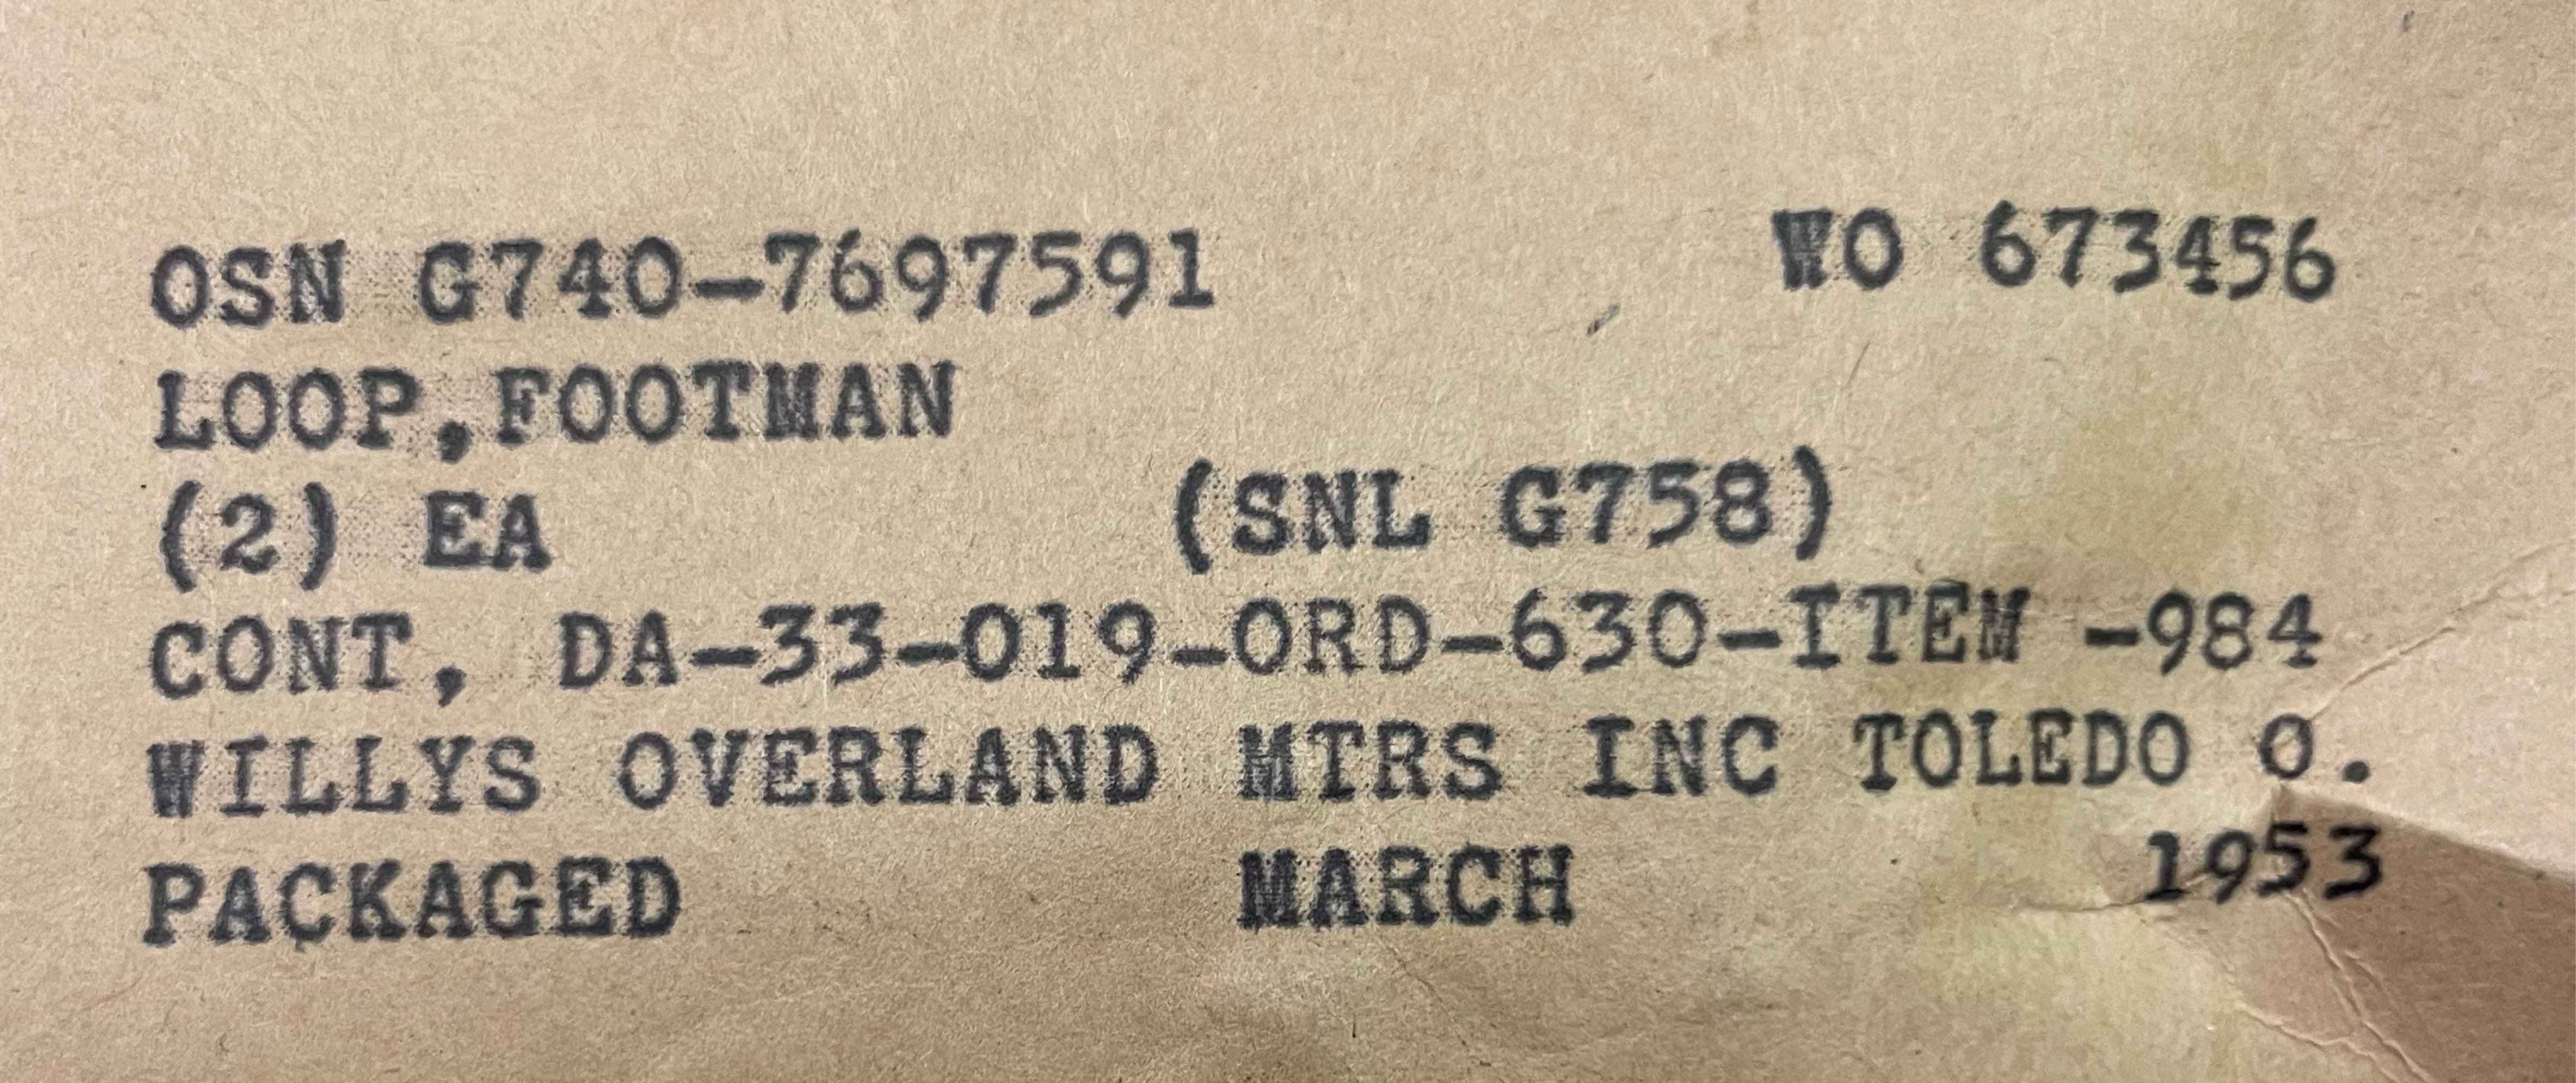 OSN G740-7697591 WO 673456
LOOP,FOOTMAN
(2) EA (SNL G758)
CONT, DA-33-019-ORD-630-ITEM -984
WILLYS OVERLAND MTRS INC TOLEDO O.
PACKAGED MARCH 1953